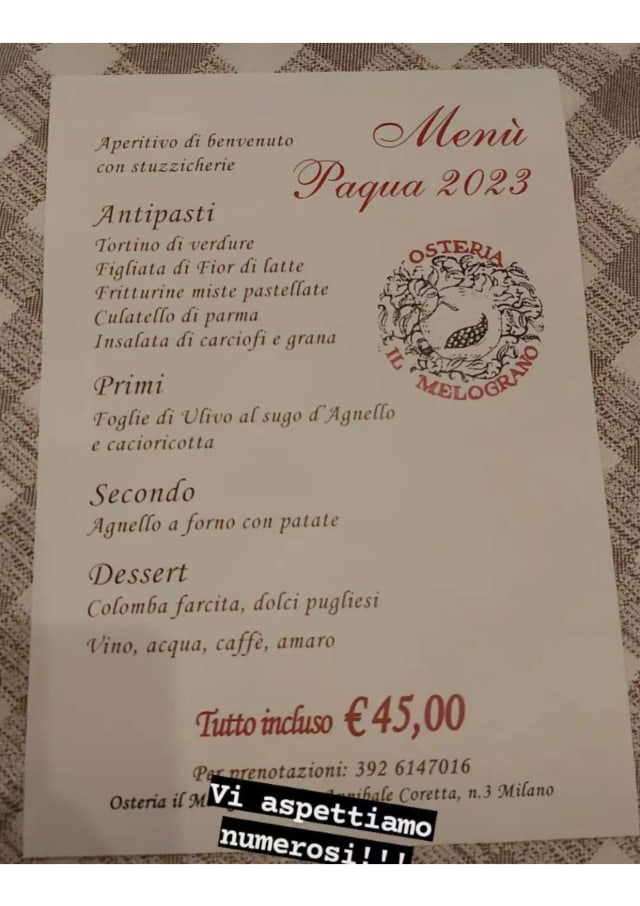 Menù
Paqua 2023
Aperitivo di benvenuto
con stuzzicherie
OSTERIA
IL MELOGRANO
Antipasti
Tortino di verdure
Figliata di Fior di latte
Fritturine miste pastellate
Culatello di parma
Insalata di carciofi e grana
Primi
Foglie di Ulivo al sugo d'Agnello
e cacioricotta
Secondo
Agnello a forno con patate
Dessert
Colomba farcita, dolci pugliesi
Vino, acqua, caffè, amaro
Tutto incluso € 45,00
Per prenotazioni: 392 6147016
Osteria il Coretta, n.3 Milano
Vi aspettiamo
numerosi!!!